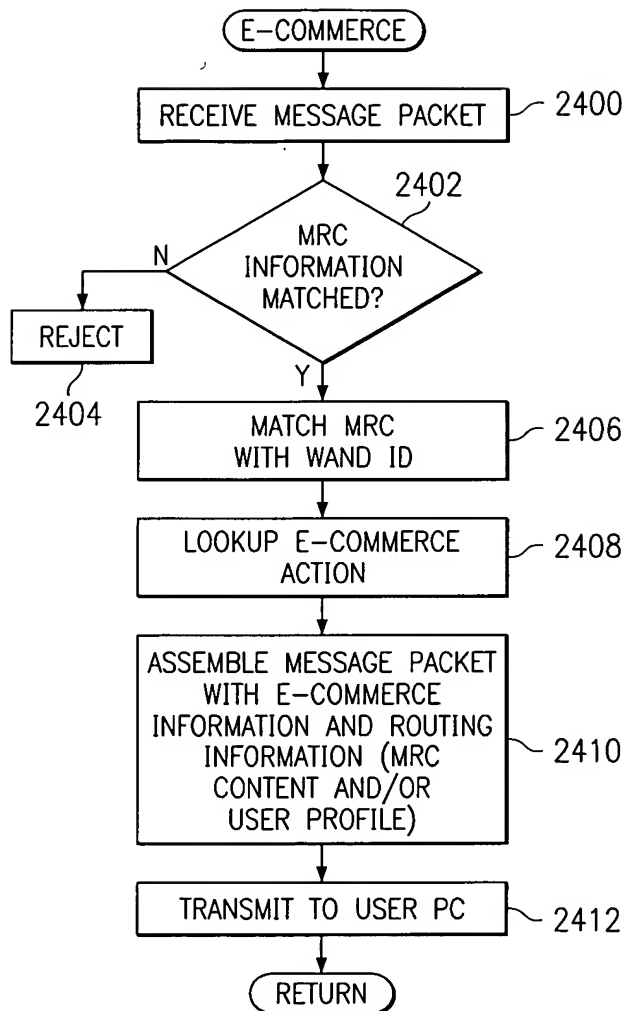 E-COMMERCE
RECEIVE MESSAGE PACKET
2400
2402
MRC
INFORMATION
MATCHED?
N
REJECT
2404
Y
MATCH MRC
WITH WAND ID
2406
LOOKUP E-COMMERCE
ACTION
2408
ASSEMBLE MESSAGE PACKET
WITH E-COMMERCE
INFORMATION AND ROUTING
INFORMATION (MRC
CONTENT AND/OR
USER PROFILE)
2410
TRANSMIT TO USER PC
2412
RETURN